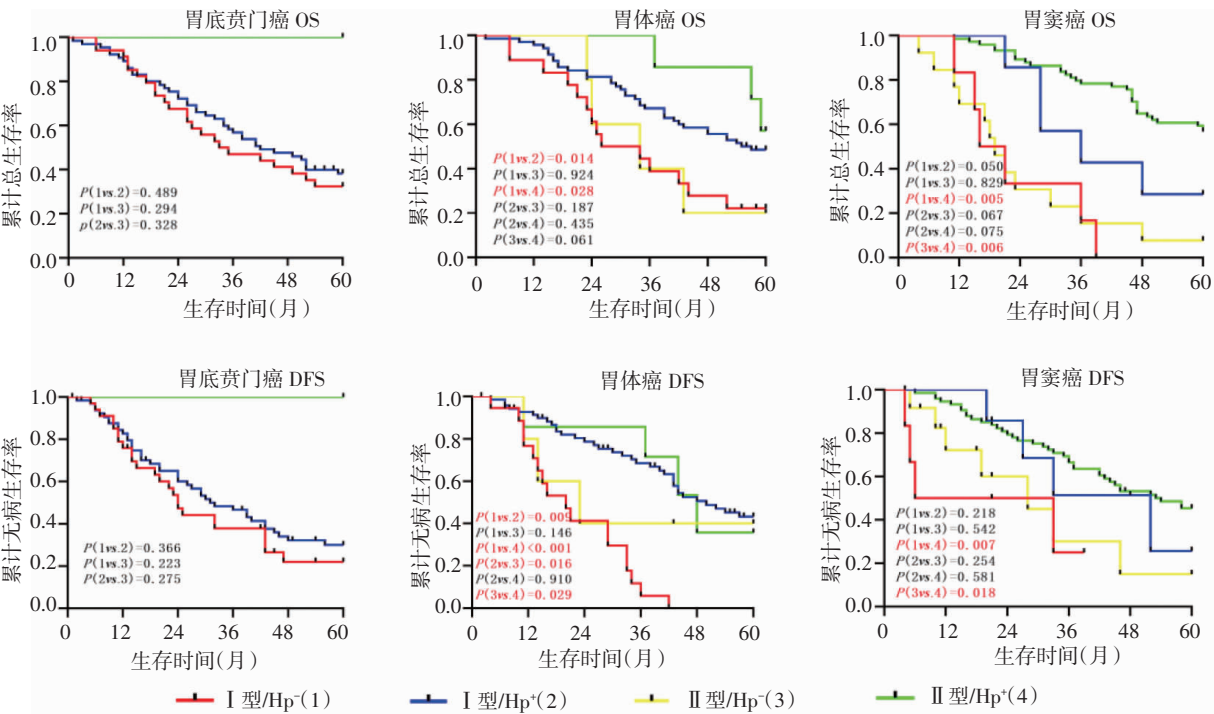 胃底贲门癌 OS
累计总生存率
1.0
0.8
0.6
0.4
0.2
0.0
P(1vs.2)=0.489
P(1vs.3)=0.294
p(2vs.3)=0.328
0 12 24 36 48 60
生存时间(月)
胃体癌 OS
累计总生存率
1.0
0.8
0.6
0.4
0.2
0.0
P(1vs.2)=0.014
P(1vs.3)=0.924
P(1vs.4)=0.028
P(2vs.3)=0.187
P(2vs.4)=0.435
P(3vs.4)=0.061
0 12 24 36 48 60
生存时间(月)
胃窦癌 OS
累计总生存率
1.0
0.8
0.6
0.4
0.2
0.0
P(1vs.2)=0.050
P(1vs.3)=0.829
P(1vs.4)=0.005
P(2vs.3)=0.067
P(2vs.4)=0.075
P(3vs.4)=0.006
0 12 24 36 48 60
生存时间(月)
胃底贲门癌 DFS
累计无病生存率
1.0
0.8
0.6
0.4
0.2
0.0
P(1vs.2)=0.366
P(1vs.3)=0.223
P(2vs.3)=0.275
0 12 24 36 48 60
生存时间(月)
胃体癌 DFS
累计无病生存率
1.0
0.8
0.6
0.4
0.2
0.0
P(1vs.2)=0.009
P(1vs.3)=0.146
P(1vs.4)<0.001
P(2vs.3)=0.016
P(2vs.4)=0.910
P(3vs.4)=0.029
0 12 24 36 48 60
生存时间(月)
胃窦癌 DFS
累计无病生存率
1.0
0.8
0.6
0.4
0.2
0.0
P(1vs.2)=0.218
P(1vs.3)=0.542
P(1vs.4)=0.007
P(2vs.3)=0.254
P(2vs.4)=0.581
P(3vs.4)=0.018
0 12 24 36 48 60
生存时间(月)
Ⅰ型/Hp⁻(1) Ⅰ型/Hp⁺(2) Ⅱ型/Hp⁻(3) Ⅱ型/Hp⁺(4)